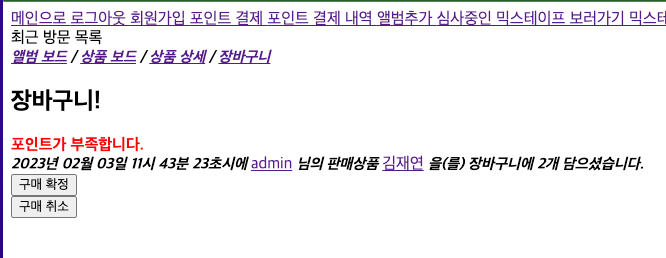 메인으로 로그아웃 회원가입 포인트 결제 포인트 결제 내역 앨범추가 심사중인 믹스테이프 보러가기 믹스테
최근 방문 목록
앨범 보드 / 상품 보드 / 상품 상세 / 장바구니
장바구니!
포인트가 부족합니다.
2023년 02월 03일 11시 43분 23초시에 admin 님의 판매상품 김재연 을(를) 장바구니에 2개 담으셨습니다.
구매 확정
구매 취소